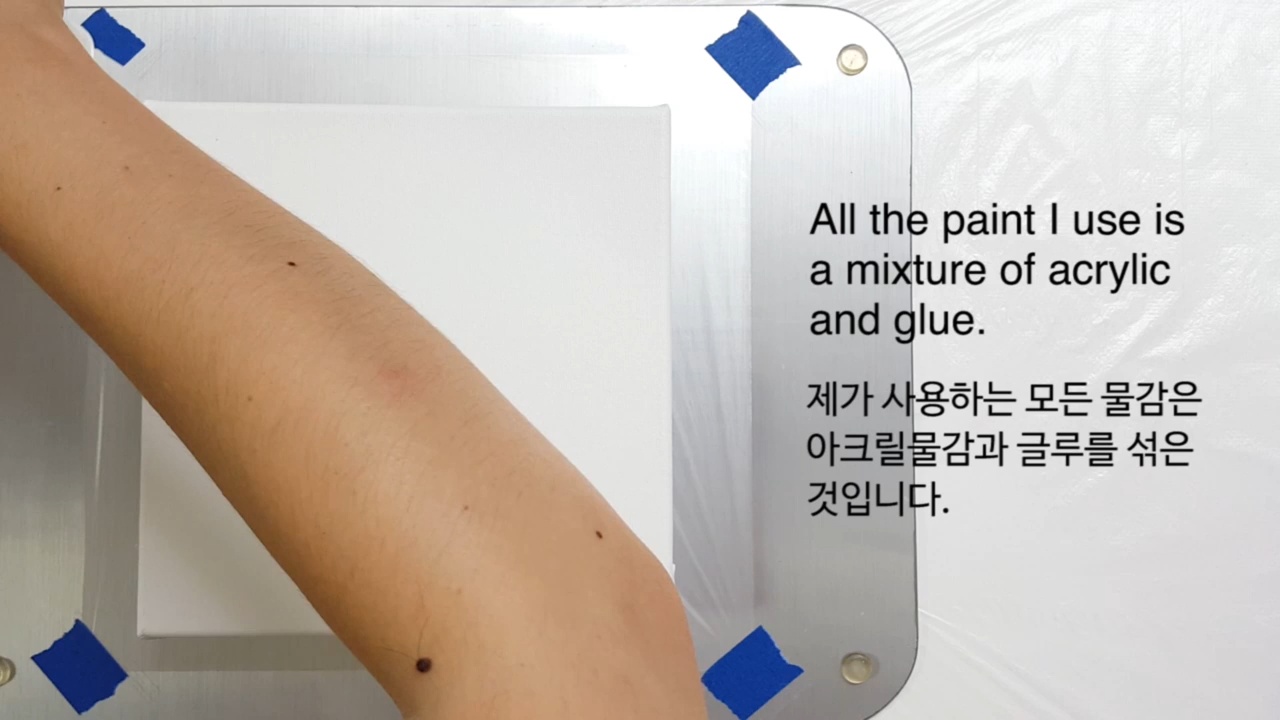 All the paint I use is
a mixture of acrylic
and glue.
제가 사용하는 모든 물감은
아크릴물감과 글루를 섞은
것입니다.